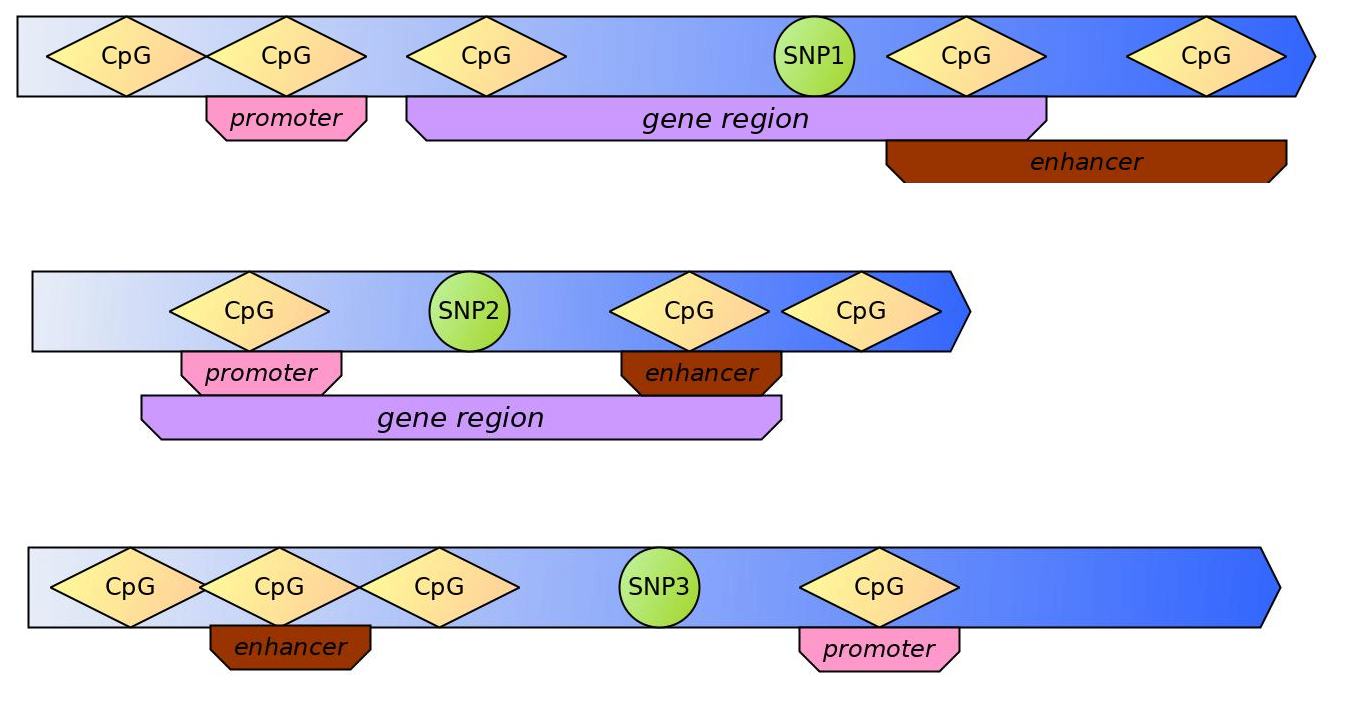 CpG CpG CpG SNP1 CpG CpG
promoter gene region
enhancer
CpG SNP2 CpG CpG
promoter enhancer
gene region
CpG CpG CpG SNP3 CpG
enhancer promoter